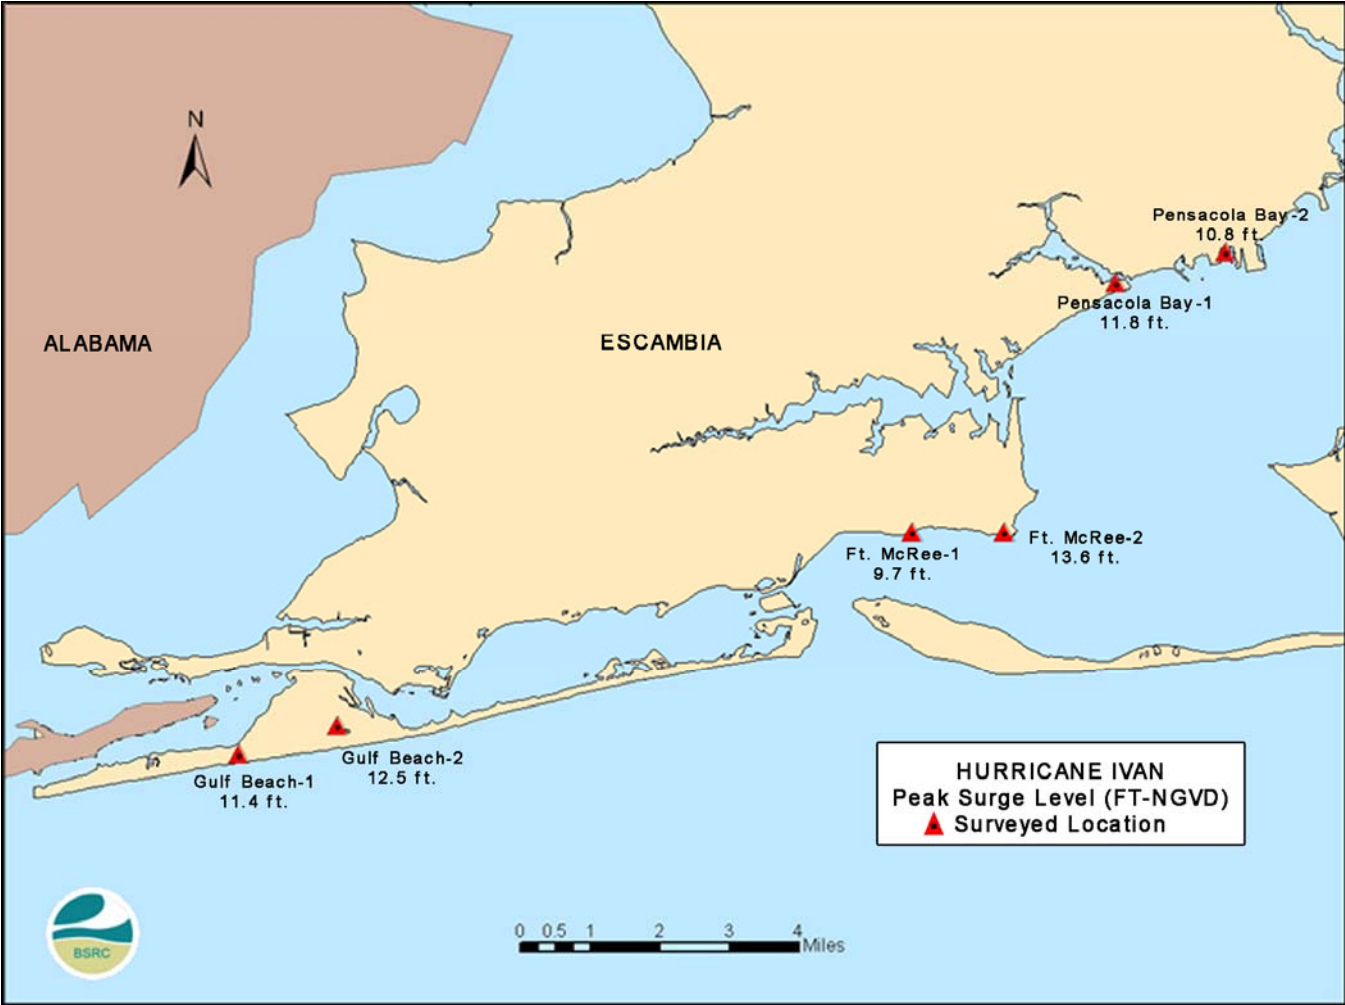 N
Pensacola Bay-2
10.8 ft.
Pensacola Bay-1
11.8 ft.
ALABAMA
ESCAMBIA
Ft. McRee-1
9.7 ft.
Ft. McRee-2
13.6 ft.
Gulf Beach-1
11.4 ft.
Gulf Beach-2
12.5 ft.
HURRICANE IVAN
Peak Surge Level (FT-NGVD)
Surveyed Location
BSRC
0 0.5 1 2 3 4
Miles